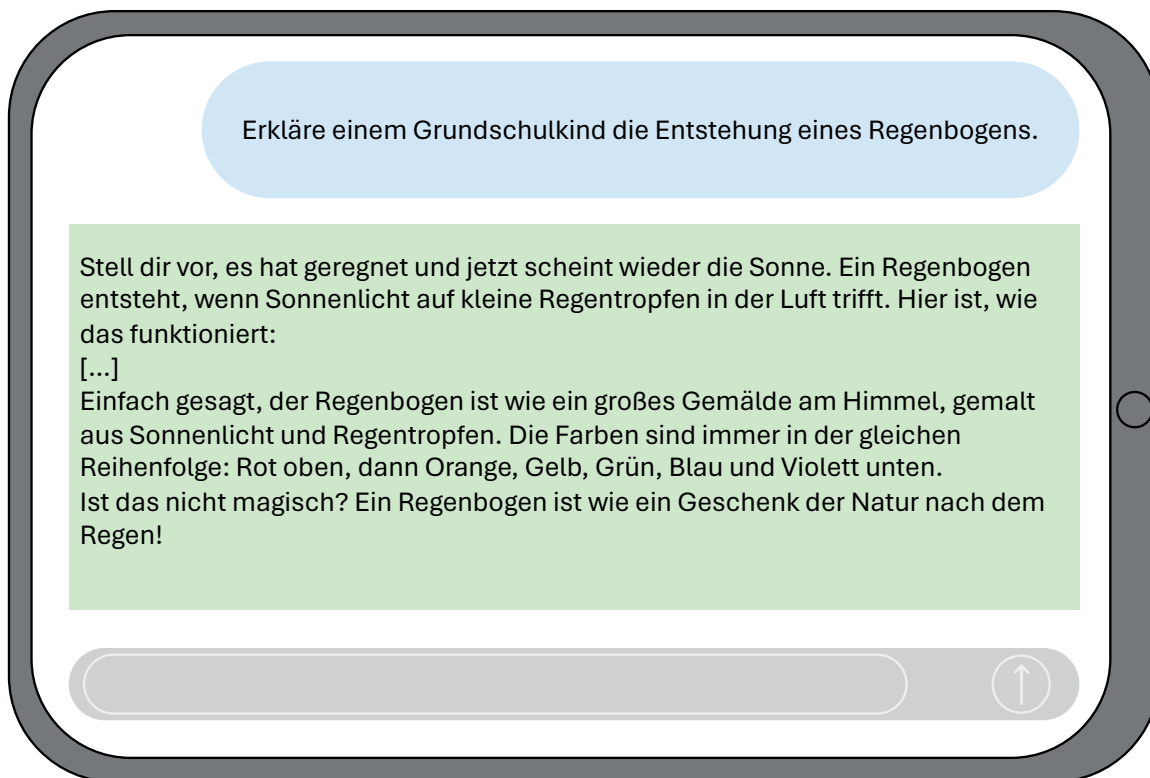 Erkläre einem Grundschulkind die Entstehung eines Regenbogens.
Stell dir vor, es hat geregnet und jetzt scheint wieder die Sonne. Ein Regenbogen
entsteht, wenn Sonnenlicht auf kleine Regentropfen in der Luft trifft. Hier ist, wie
das funktioniert:
[...]
Einfach gesagt, der Regenbogen ist wie ein großes Gemälde am Himmel, gemalt
aus Sonnenlicht und Regentropfen. Die Farben sind immer in der gleichen
Reihenfolge: Rot oben, dann Orange, Gelb, Grün, Blau und Violett unten.
Ist das nicht magisch? Ein Regenbogen ist wie ein Geschenk der Natur nach dem
Regen!